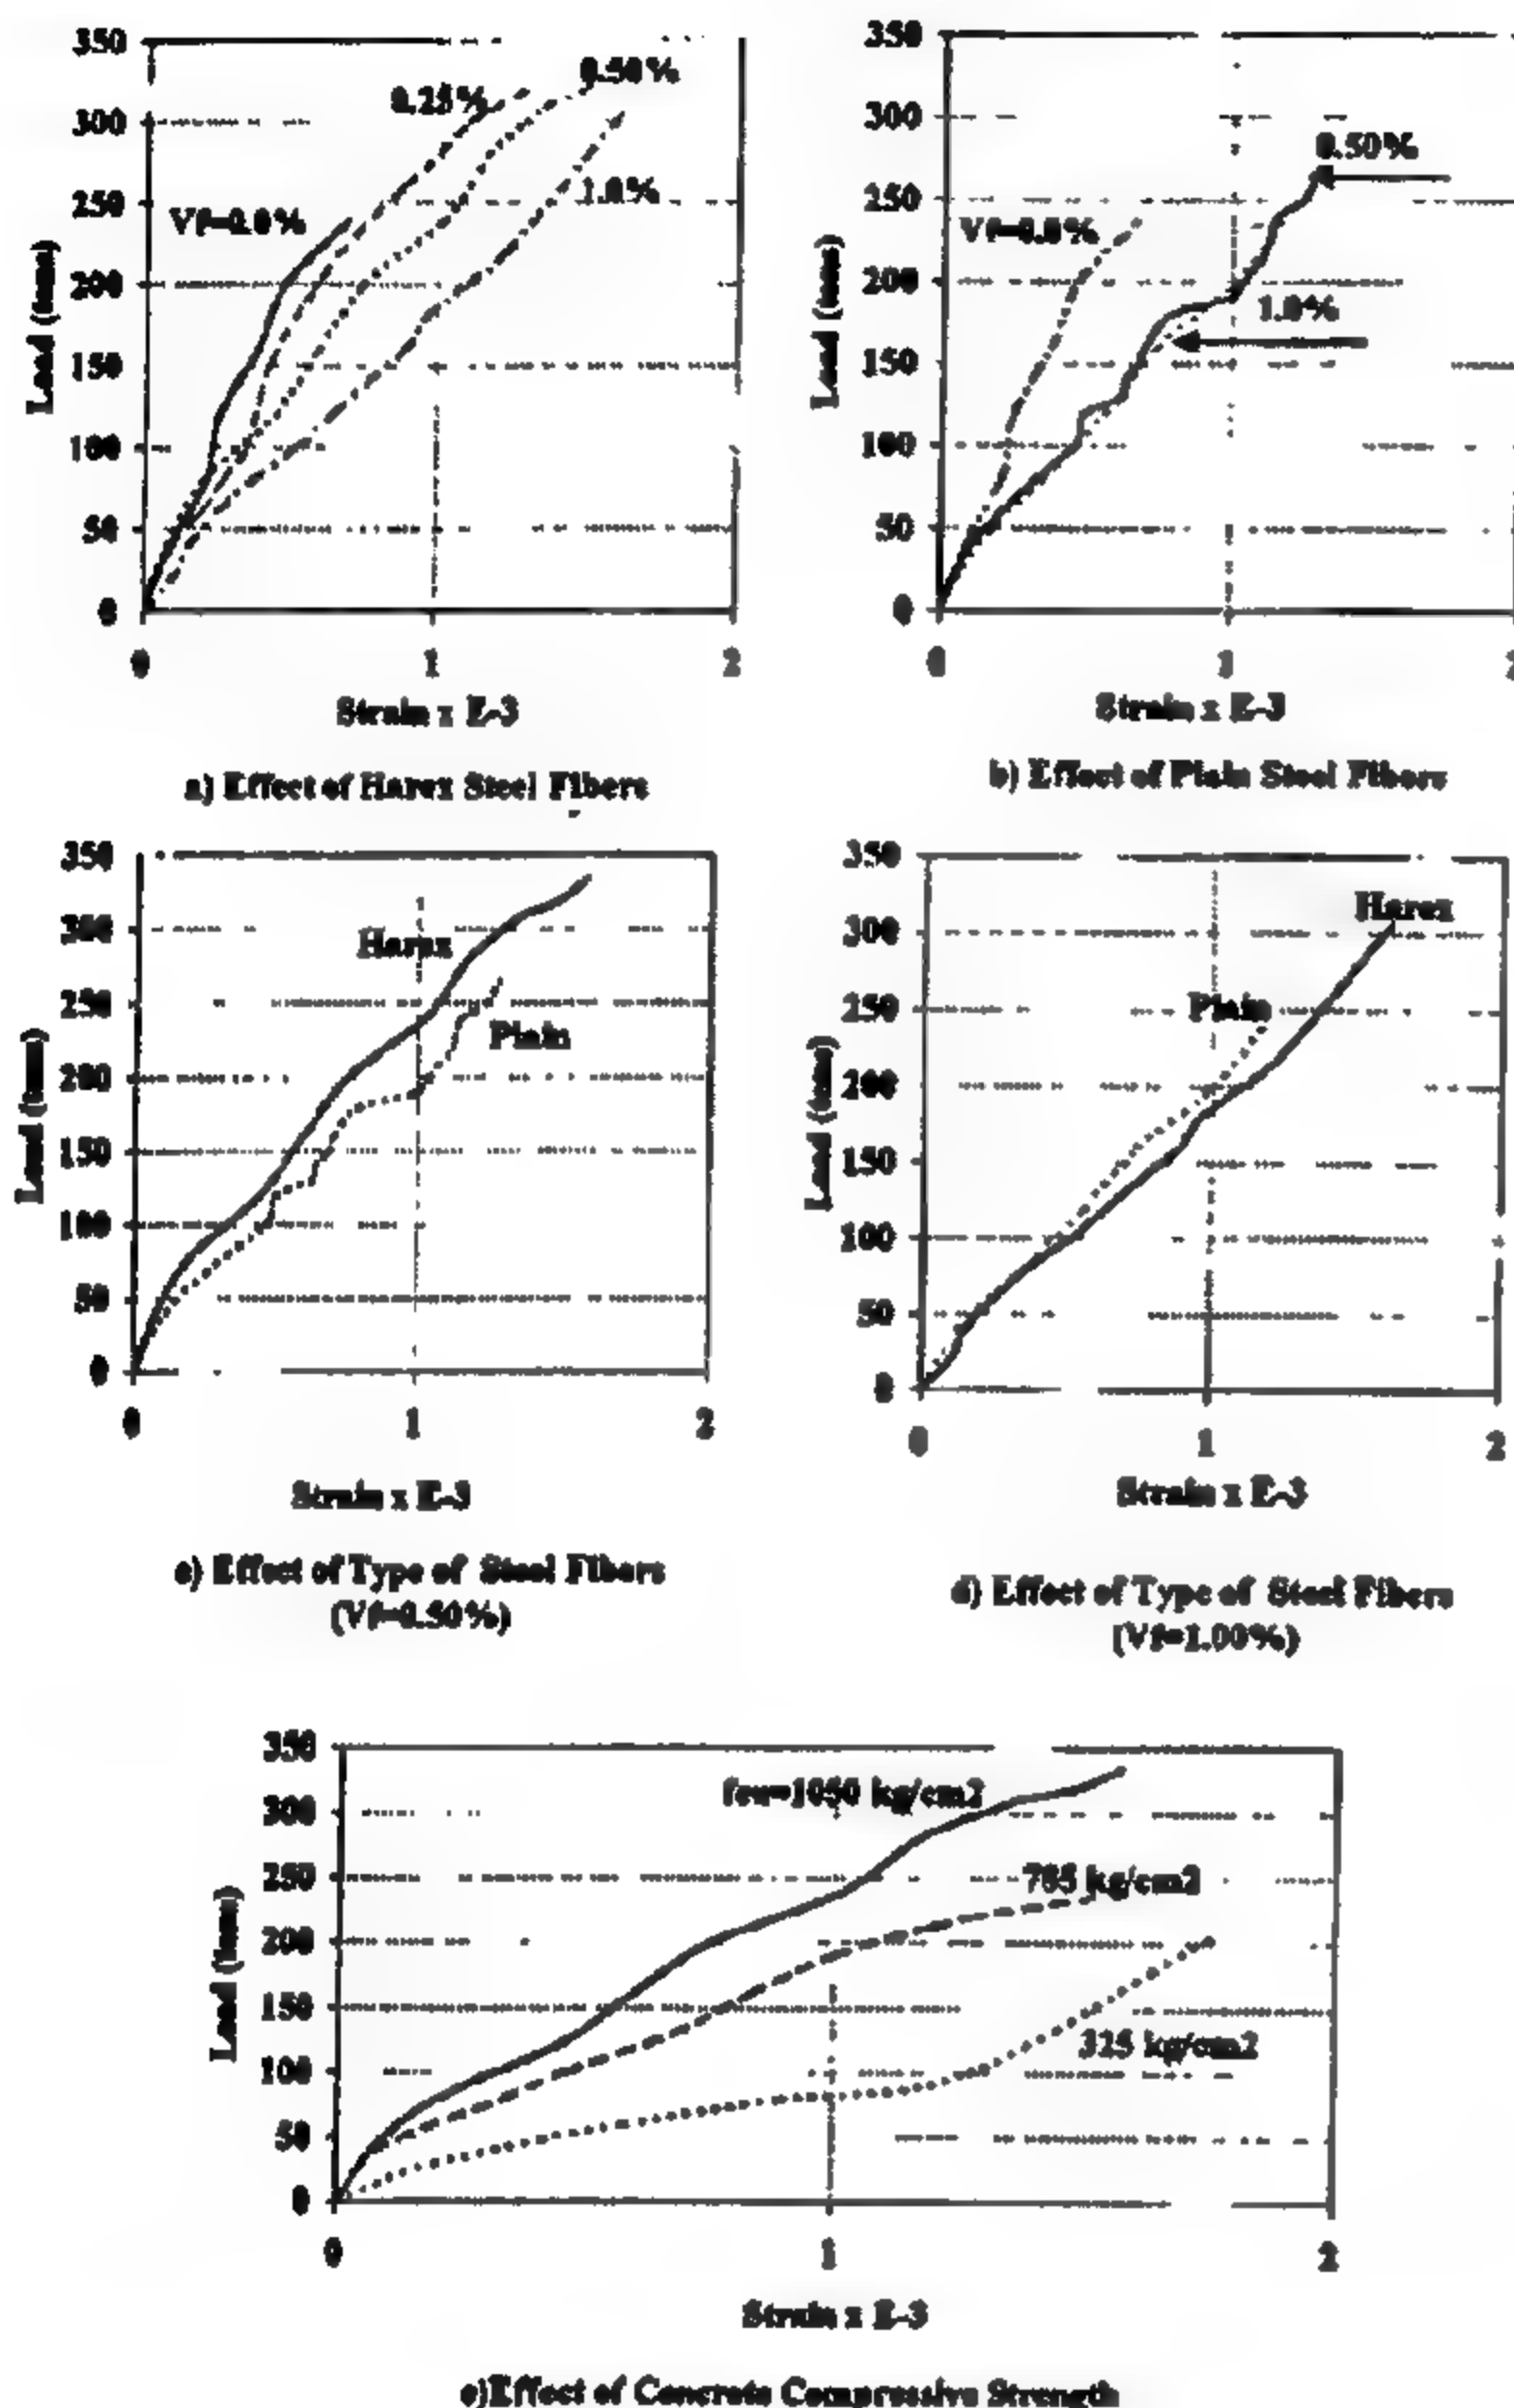 350
300
250
200
150
100
50
0
Load (tons)
0.25%
0.50%
Vf=0.0%
1.0%
0 1 2
Strain x E-3
a) Effect of Harex Steel Fibers
350
300
250
200
150
100
50
0
Load (tons)
0.50%
Vf=0.0%
1.0%
0 1 2
Strain x E-3
b) Effect of Plain Steel Fibers
350
300
250
200
150
100
50
0
Load (tons)
Harex
Plain
0 1 2
Strain x E-3
c) Effect of Type of Steel Fibers
(Vf=0.50%)
350
300
250
200
150
100
50
0
Load (tons)
Harex
Plain
0 1 2
Strain x E-3
d) Effect of Type of Steel Fibers
(Vf=1.00%)
350
300
250
200
150
100
50
0
Load (tons)
fcu=1050 kg/cm2
kg/cm2
kg/cm2
0 1 2
Strain x E-3
e)Effect of Concrete Compressive Strength